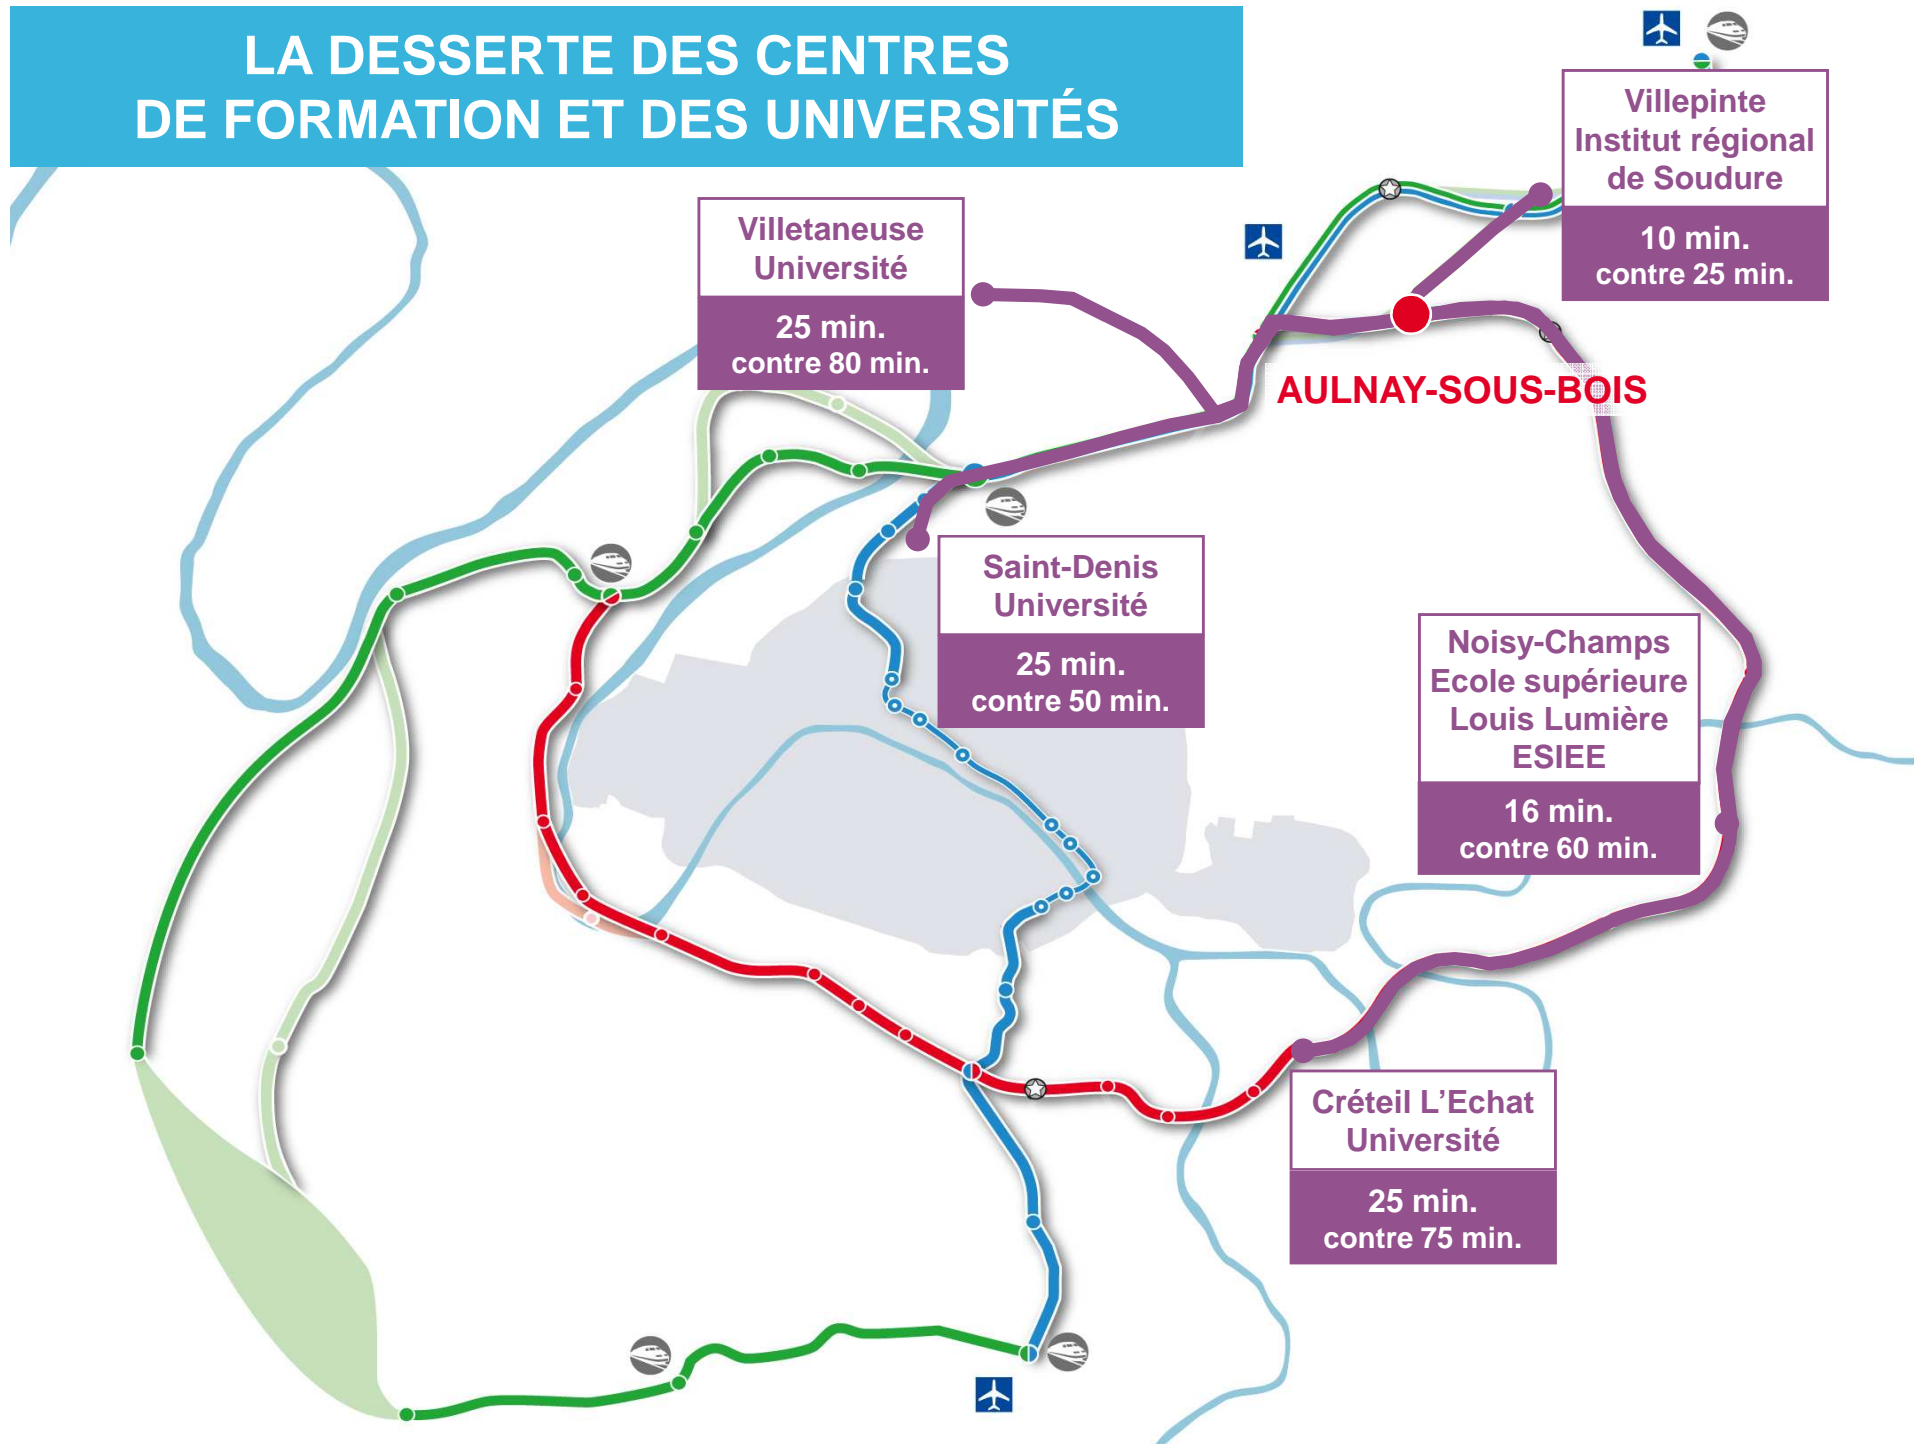 LA DESSERTE DES CENTRES
DE FORMATION ET DES UNIVERSITÉS
Villepinte
Institut régional
de Soudure
10 min.
contre 25 min.
Villetaneuse
Université
25 min.
contre 80 min.
AULNAY-SOUS-BOIS
Saint-Denis
Université
25 min.
contre 50 min.
Noisy-Champs
Ecole supérieure
Louis Lumière
ESIEE
16 min.
contre 60 min.
Créteil L’Echat
Université
25 min.
contre 75 min.